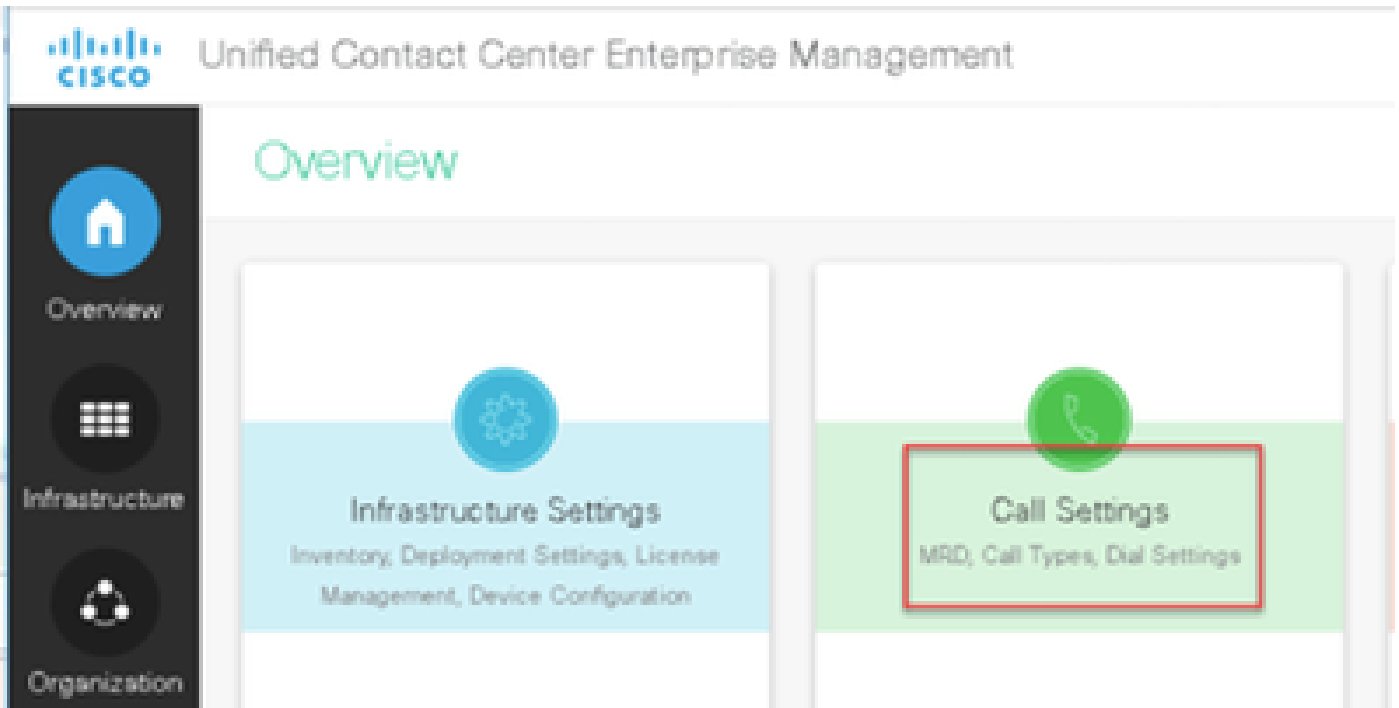 CISCO
Unified Contact Center Enterprise Management
Overview
Overview
Infrastructure
Organization
Infrastructure Settings
Inventory, Deployment Settings, License
Management, Device Configuration
Call Settings
MRD, Call Types, Dial Settings